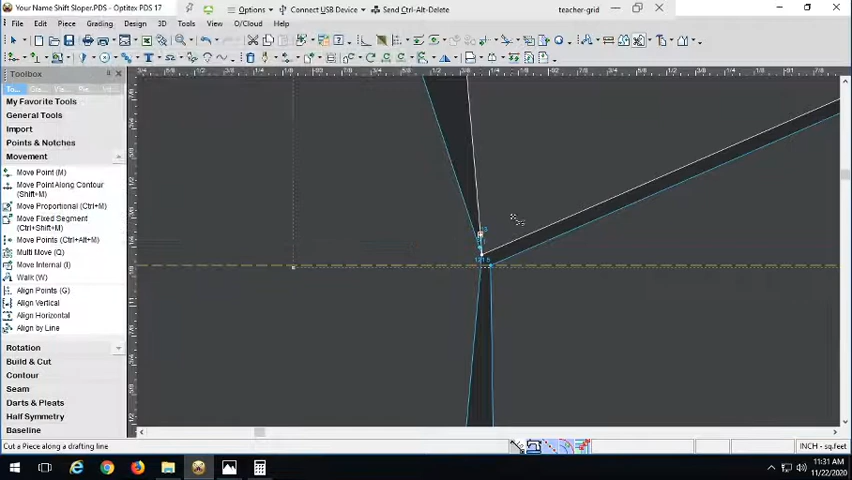 Your Name Shift Sloper.PDS - Optitex PDS 17
Options
Connect USB Device
Send Ctrl-Alt-Delete
teacher-grid
File
Edit
Piece
Grading
Design
3D
Tools
View
O/Cloud
Help
Toolbox
My Favorite Tools
General Tools
Import
Points & Notches
Movement
Move Point (M)
Move Point Along Contour
(Shift+M)
Move Proportional (Ctrl+M)
Move Fixed Segment
(Ctrl+Shift+M)
Move Points (Ctrl+Alt+M)
Multi Move (Q)
Move Internal (I)
Walk (W)
Align Points (G)
Align Vertical
Align Horizontal
Align by Line
Rotation
Build & Cut
Contour
Seam
Darts & Pleats
Half Symmetry
Baseline
Cut a Piece along a drafting line
INCH - sq.feet
11:31 AM
11/22/2020